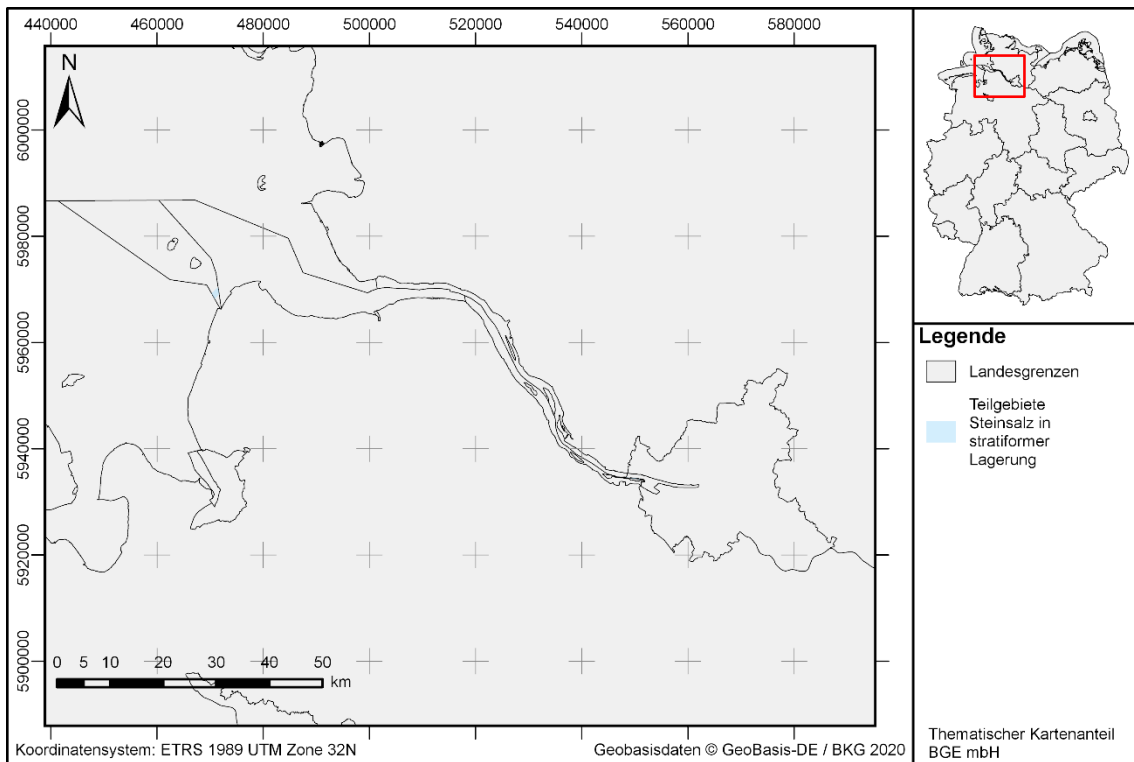 440000 460000 480000 500000 520000 540000 560000 580000
N
6000000
5980000
5960000
5940000
5920000
5900000
0 5 10 20 30 40 50
km
Koordinatensystem: ETRS 1989 UTM Zone 32N
Geobasisdaten © GeoBasis-DE / BKG 2020
Legende
Landesgrenzen
Teilgebiete
Steinsalz in
stratiformer
Lagerung
Thematischer Kartenanteil
BGE mbH